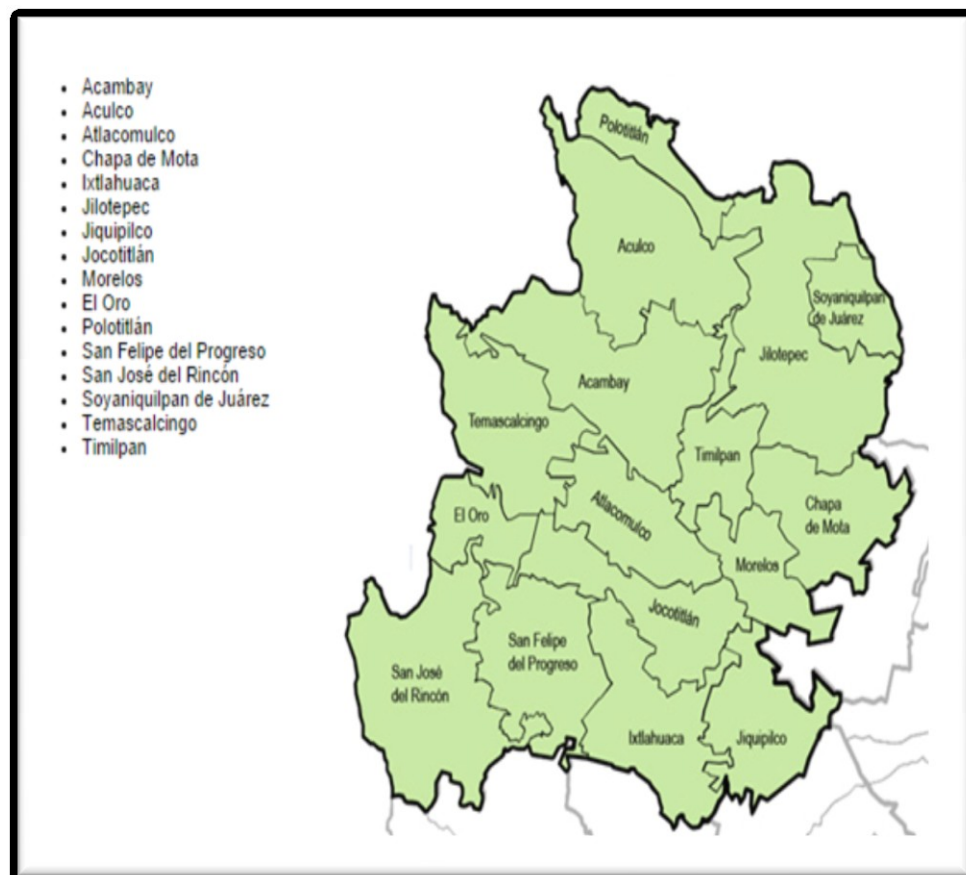 Acambay
Aculco
Atlacomulco
Chapa de Mota
Ixtlahuaca
Jilotepec
Jiquipilco
Jocotitlán
Morelos
El Oro
Polotitlán
San Felipe del Progreso
San José del Rincón
Soyaniquilpan de Juárez
Temascalcingo
Timilpan
Polotitlán
Aculco
Soyaniquilpan
de Juárez
Jilotepec
Acambay
Temascalcingo
Timilpan
Chapa
de Mota
Atlacomulco
El Oro
Morelos
Jocotitlán
San Felipe
del Progreso
San José
del Rincón
Ixtlahuaca
Jiquipilco